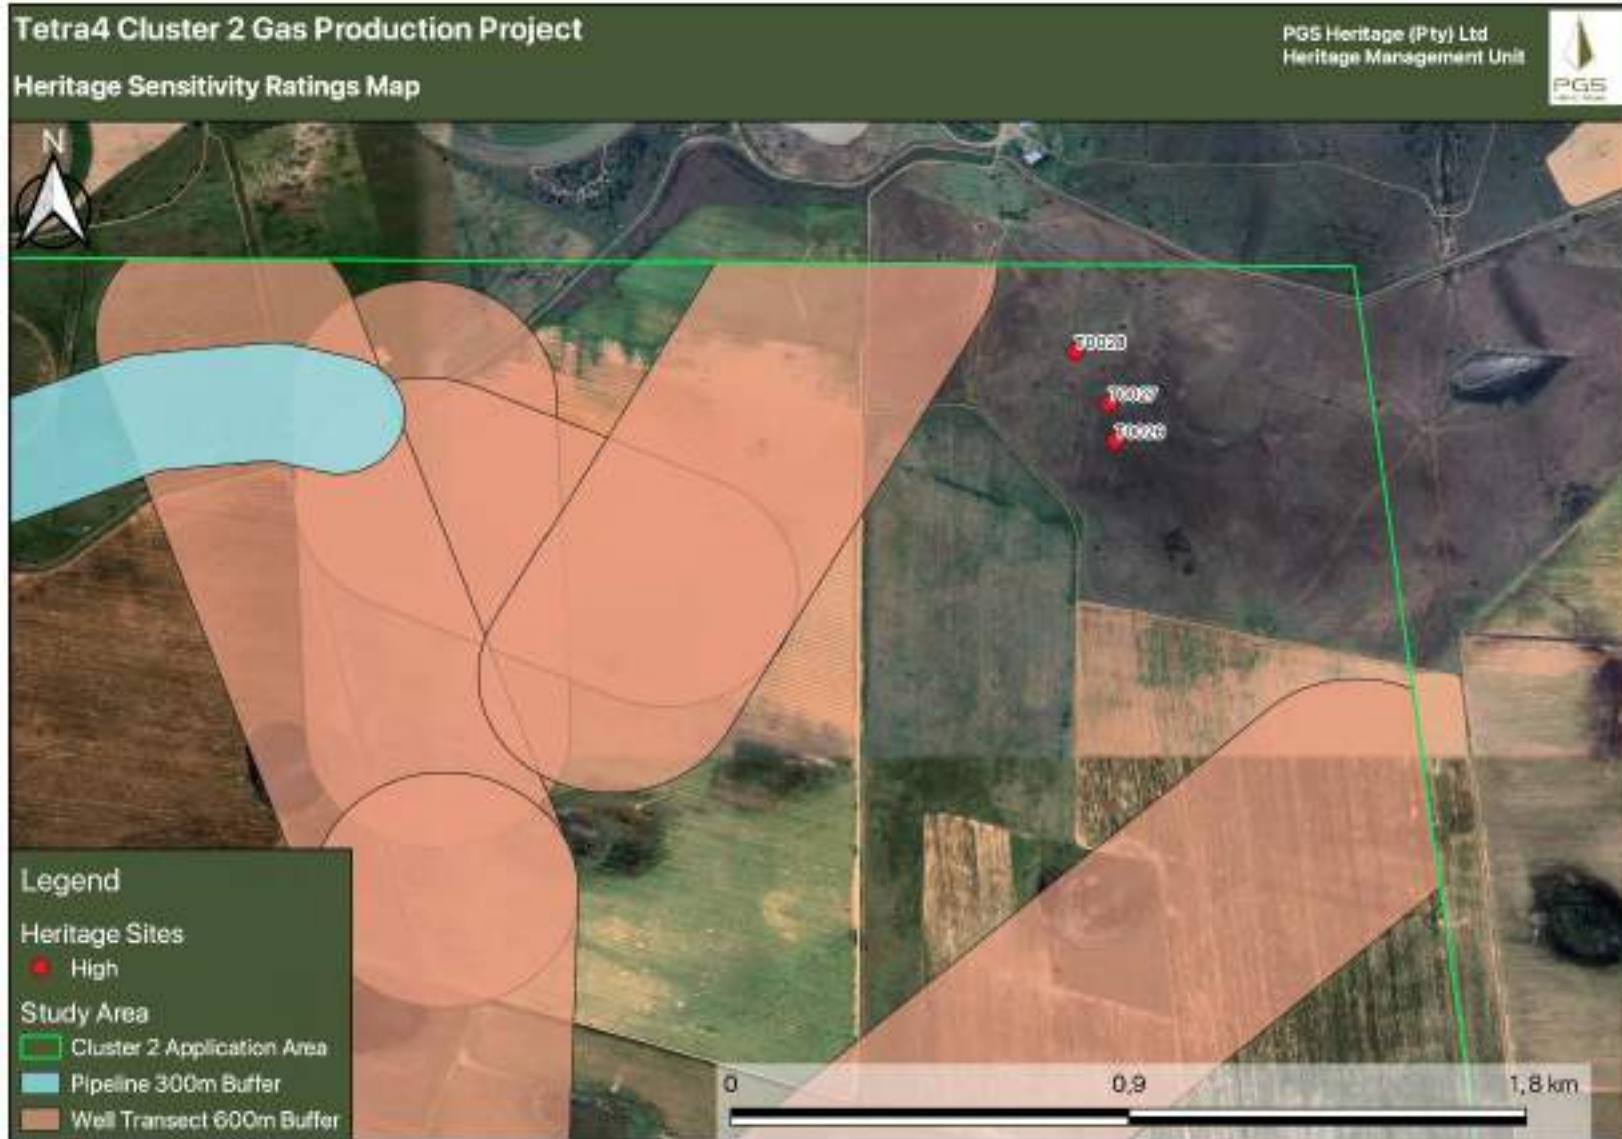 Tetra4 Cluster 2 Gas Production Project
Heritage Sensitivity Ratings Map
PGS Heritage (Pty) Ltd
Heritage Management Unit
PGS
N
T0027
Legend
Heritage Sites
High
Study Area
Cluster 2 Application Area
Pipeline 300m Buffer
Well Transect 600m Buffer
0
0,9
1,8 km